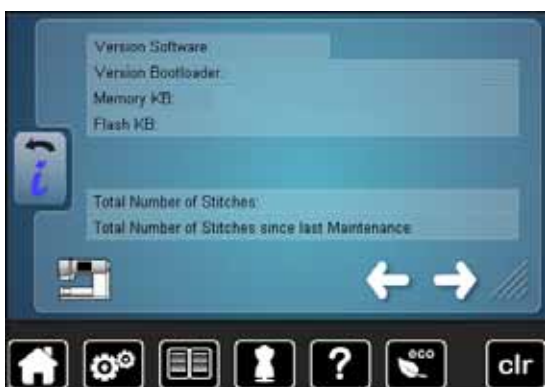 Version Software
Version Bootloader:
Memory KB:
Flash KB:
i
Total Number of Stitches:
Total Number of Stitches since last Maintenance:
?
eco
clr